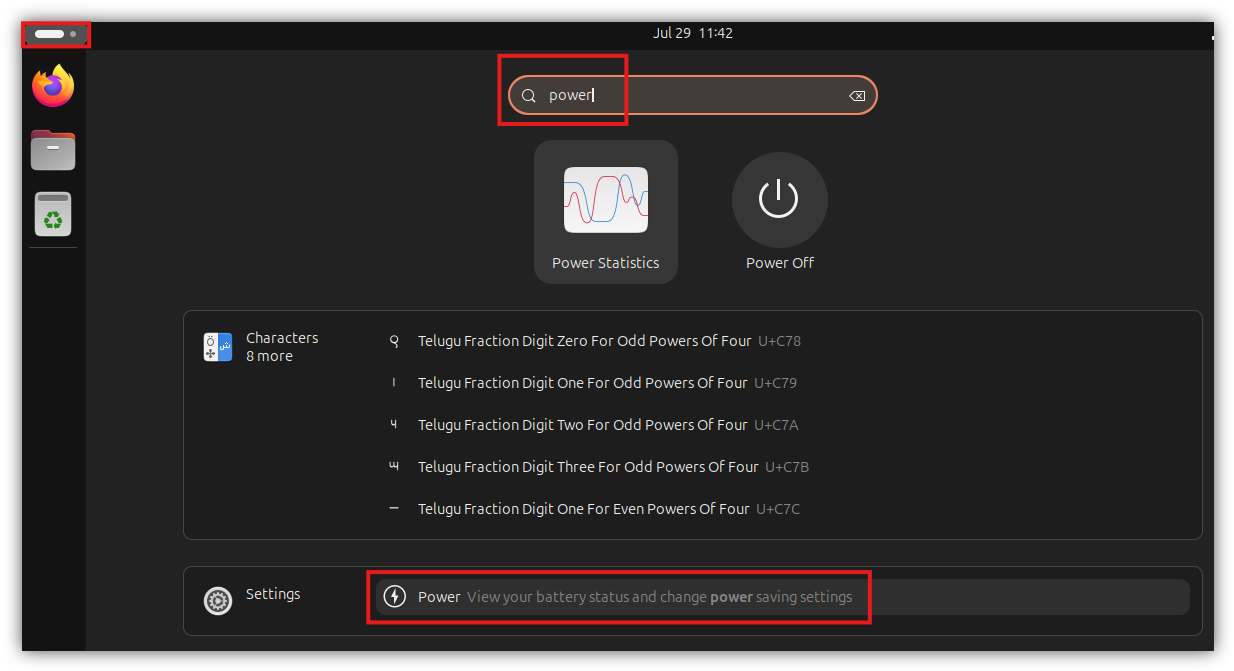 Jul 29 11:42
power
Power Statistics
Power Off
Characters
8 more
Telugu Fraction Digit Zero For Odd Powers Of Four U+C78
Telugu Fraction Digit One For Odd Powers Of Four U+C79
Telugu Fraction Digit Two For Odd Powers Of Four U+C7A
Telugu Fraction Digit Three For Odd Powers Of Four U+C7B
Telugu Fraction Digit One For Even Powers Of Four U+C7C
Settings
Power View your battery status and change power saving settings